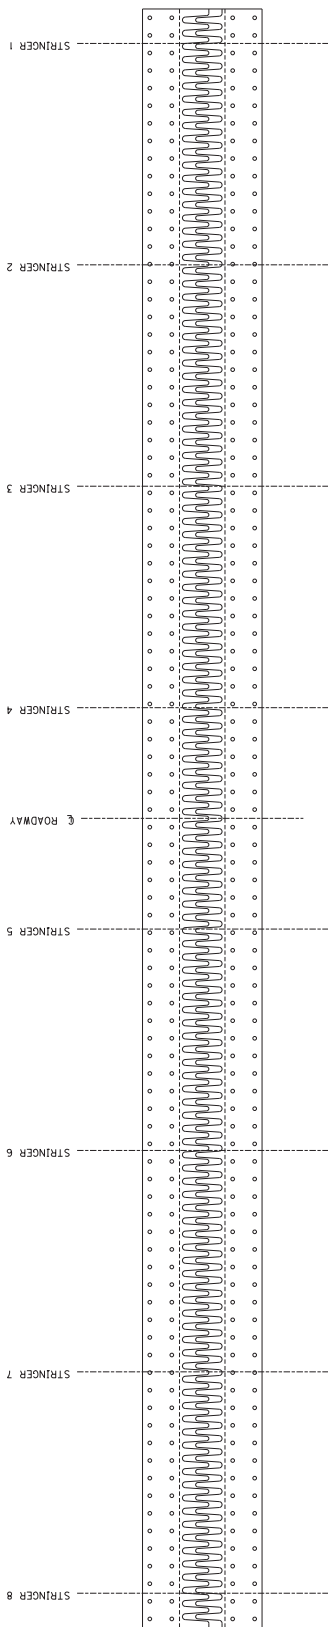 STRINGER 1
STRINGER 2
STRINGER 3
STRINGER 4
℄ ROADWAY
STRINGER 5
STRINGER 6
STRINGER 7
STRINGER 8